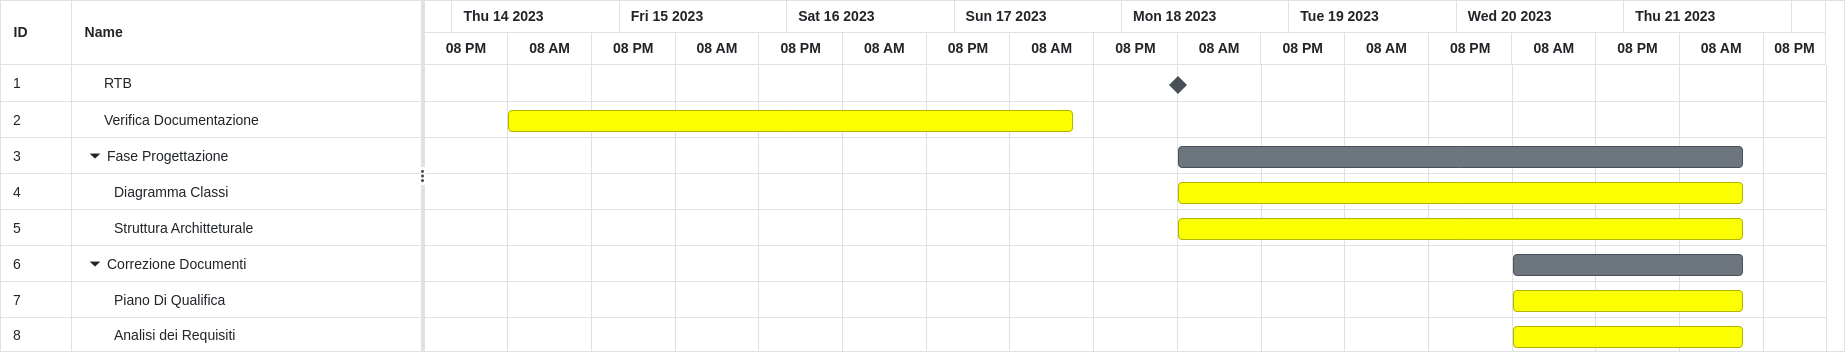 ID Name Thu 14 2023 Fri 15 2023 Sat 16 2023 Sun 17 2023 Mon 18 2023 Tue 19 2023 Wed 20 2023 Thu 21 2023
08 PM 08 AM 08 PM 08 AM 08 PM 08 AM 08 PM 08 AM 08 PM 08 AM 08 PM 08 AM 08 PM 08 AM 08 PM 08 AM 08 PM
1 RTB
2 Verifica Documentazione
3 Fase Progettazione
4 Diagramma Classi
5 Struttura Architteturale
6 Correzione Documenti
7 Piano Di Qualifica
8 Analisi dei Requisiti